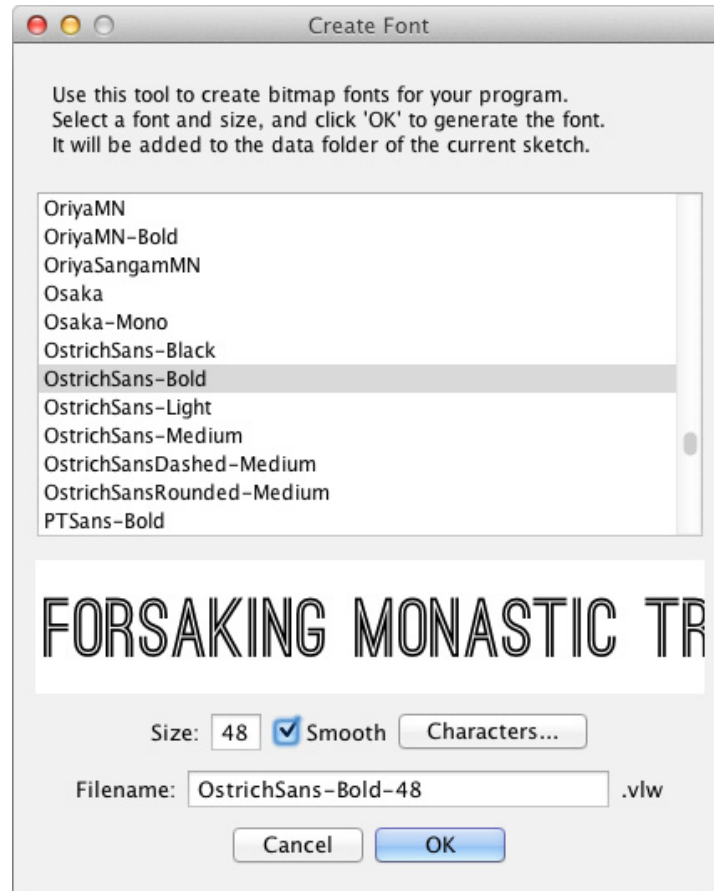 Create Font
Use this tool to create bitmap fonts for your program.
Select a font and size, and click 'OK' to generate the font.
It will be added to the data folder of the current sketch.
OriyaMN
OriyaMN-Bold
OriyaSangamMN
Osaka
Osaka-Mono
OstrichSans-Black
OstrichSans-Bold
OstrichSans-Light
OstrichSans-Medium
OstrichSansDashed-Medium
OstrichSansRounded-Medium
PTSans-Bold
FORSAKING MONASTIC TR
Size: 48 Smooth Characters...
Filename: OstrichSans-Bold-48 .vlw
Cancel OK